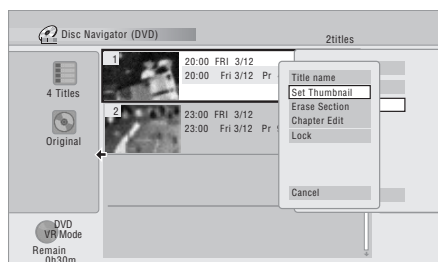 Disc Navigator (DVD)
2titles
4 Titles
Original
1
20:00 FRI 3/12
20:00 Fri 3/12 Pr
2
23:00 FRI 3/12
23:00 Fri 3/12 Pr
Title name
Set Thumbnail
Erase Section
Chapter Edit
Lock
Cancel
DVD
VR Mode
Remain
0h30m